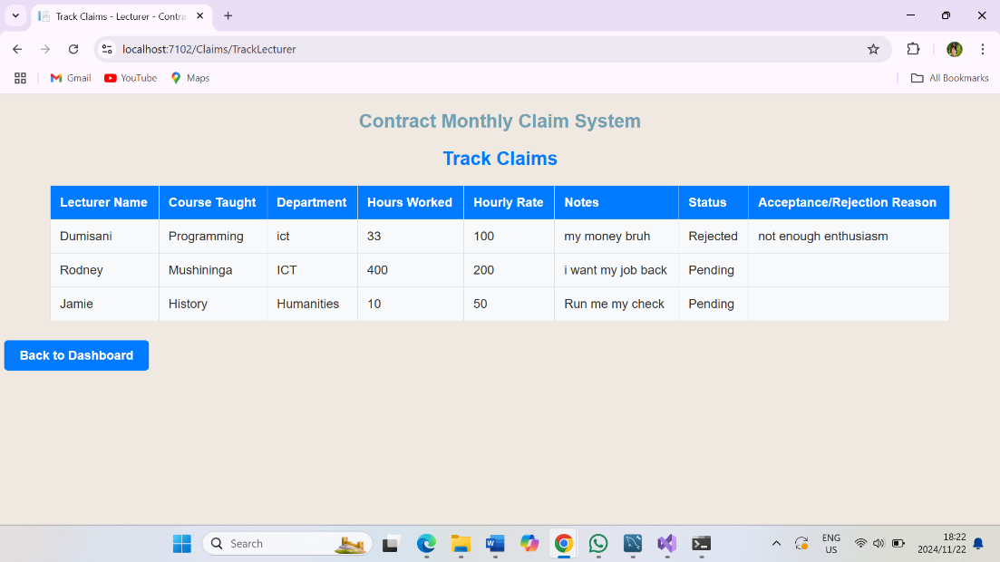 Track Claims - Lecturer - Contra
localhost:7102/Claims/TrackLecturer
Gmail YouTube Maps All Bookmarks
Contract Monthly Claim System
Track Claims
Lecturer Name Course Taught Department Hours Worked Hourly Rate Notes Status Acceptance/Rejection Reason
Dumisani Programming ict 33 100 my money bruh Rejected not enough enthusiasm
Rodney Mushininga ICT 400 200 i want my job back Pending
Jamie History Humanities 10 50 Run me my check Pending
Back to Dashboard
Search ENG 18:22
US 2024/11/22